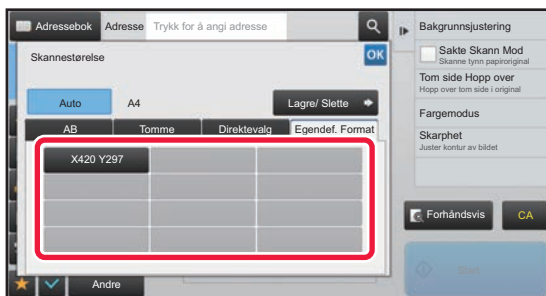 Adressebok Adresse Trykk for å angi adresse
Skannestørelse OK
Auto A4 Lagre/ Slette
AB Tomme Direktevalg Egendef. Format
X420 Y297
Andre
Bakgrunnsjustering
Sakte Skann Mod
Skanne tynn papiroriginal
Tom side Hopp over
Hopp over tom side i original
Fargemodus
Skarphet
Juster kontur av bildet
Forhåndsvis CA